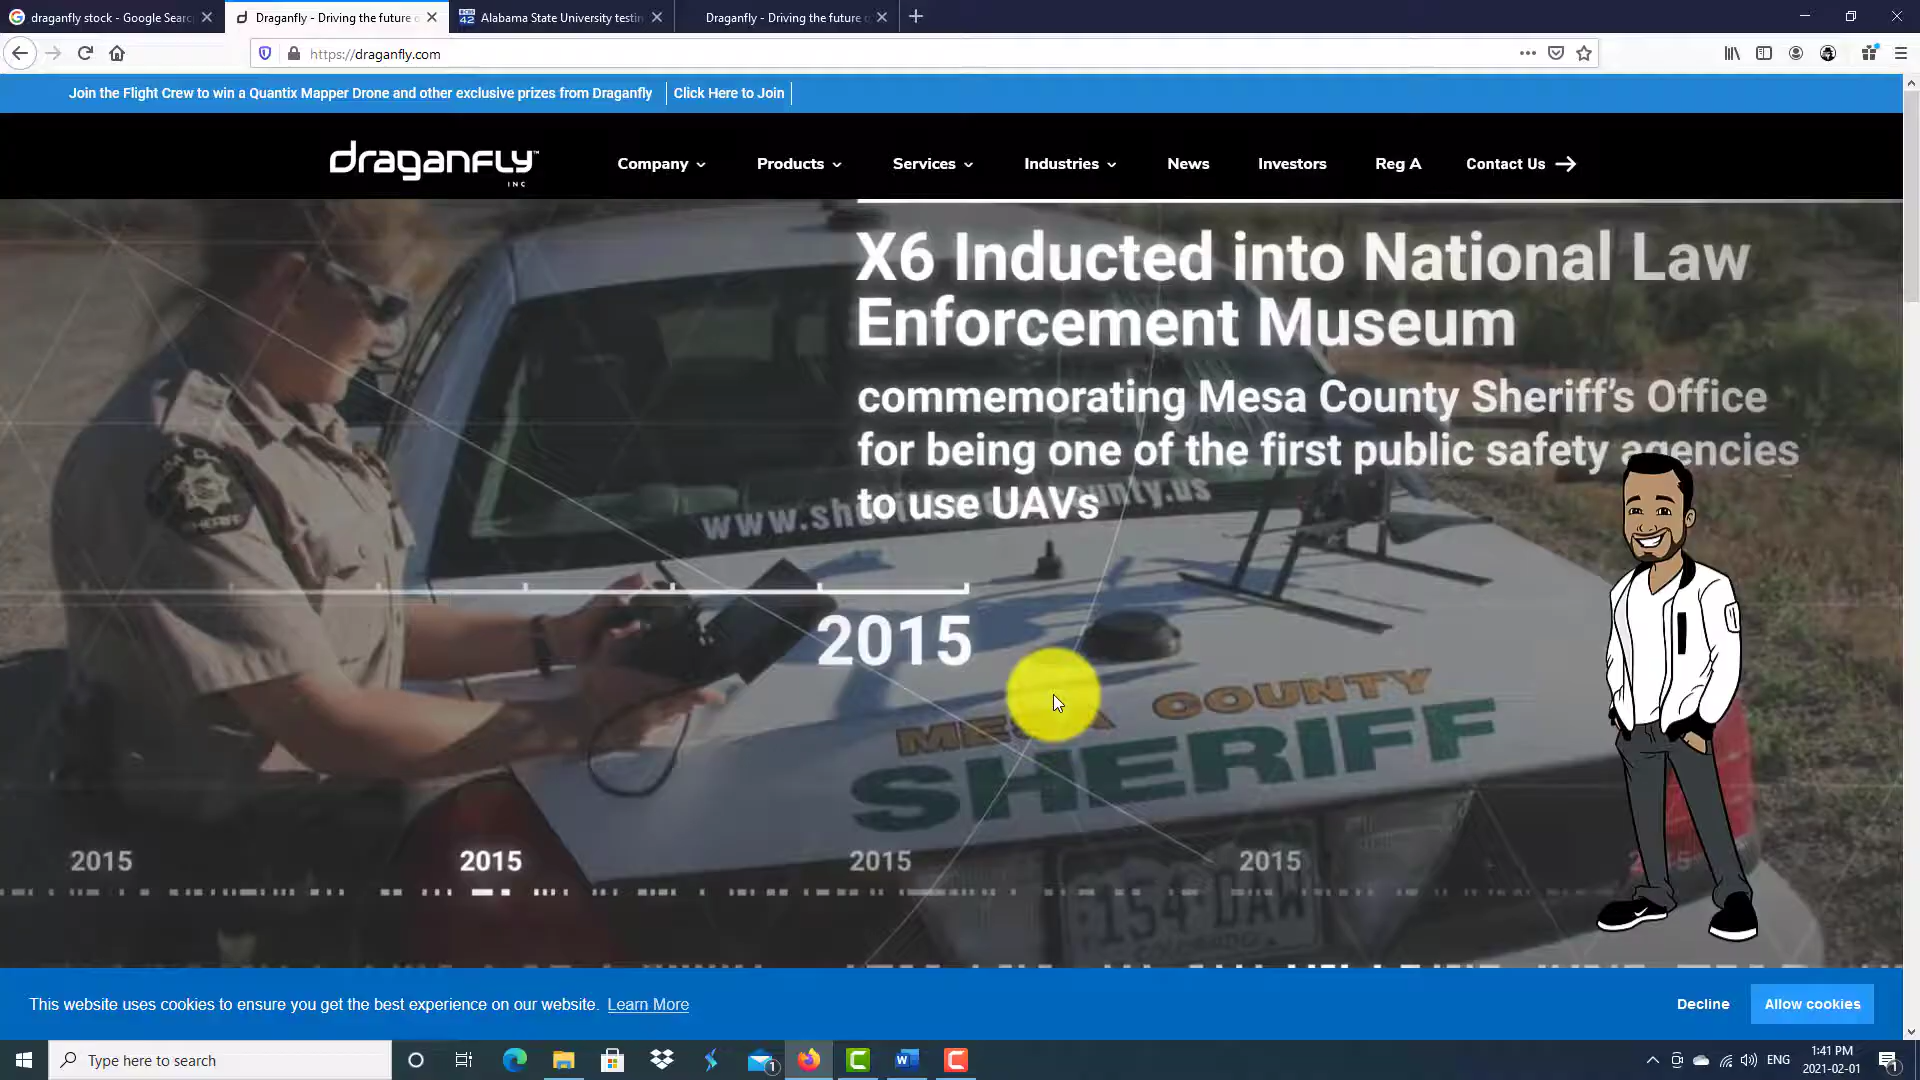 draganfly stock - Google Searc
Draganfly - Driving the future o
Alabama State University testin
Draganfly - Driving the future o
https://draganfly.com
Join the Flight Crew to win a Quantix Mapper Drone and other exclusive prizes from Draganfly
Click Here to Join
draganFLY
INC
Company
Products
Services
Industries
News
Investors
Reg A
Contact Us
X6 Inducted into National Law
Enforcement Museum
commemorating Mesa County Sheriff's Office
for being one of the first public safety agencies
to use UAVs
2015
MESA COUNTY
SHERIFF
154-DAW
2015 2015 2015 2015
This website uses cookies to ensure you get the best experience on our website. Learn More
Decline
Allow cookies
Type here to search
ENG
1:41 PM
2021-02-01